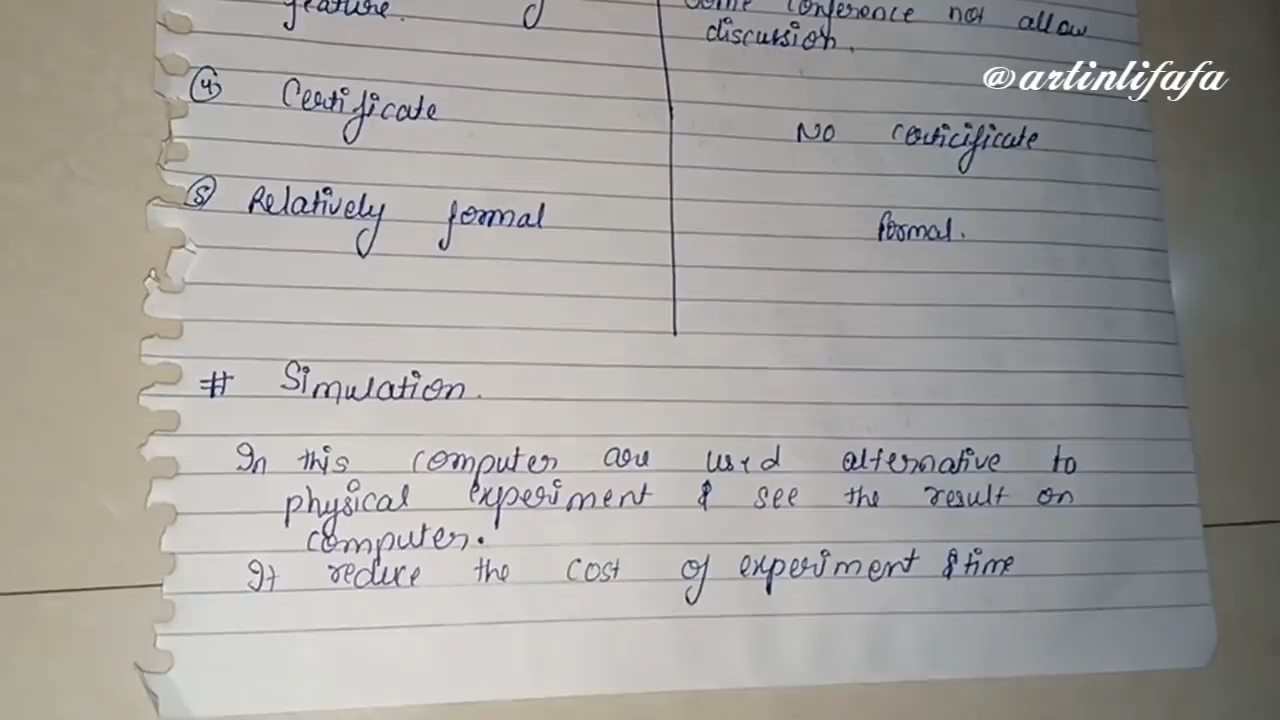 feature.
Some conference not allow
discussion.
@artinlifafa
(4) Certificate
No certicificate
(5) Relatively formal
formal.
# Simulation.
In this computer are used alternative to
physical experiment & see the result on
computer.
It reduce the cost of experiment & time